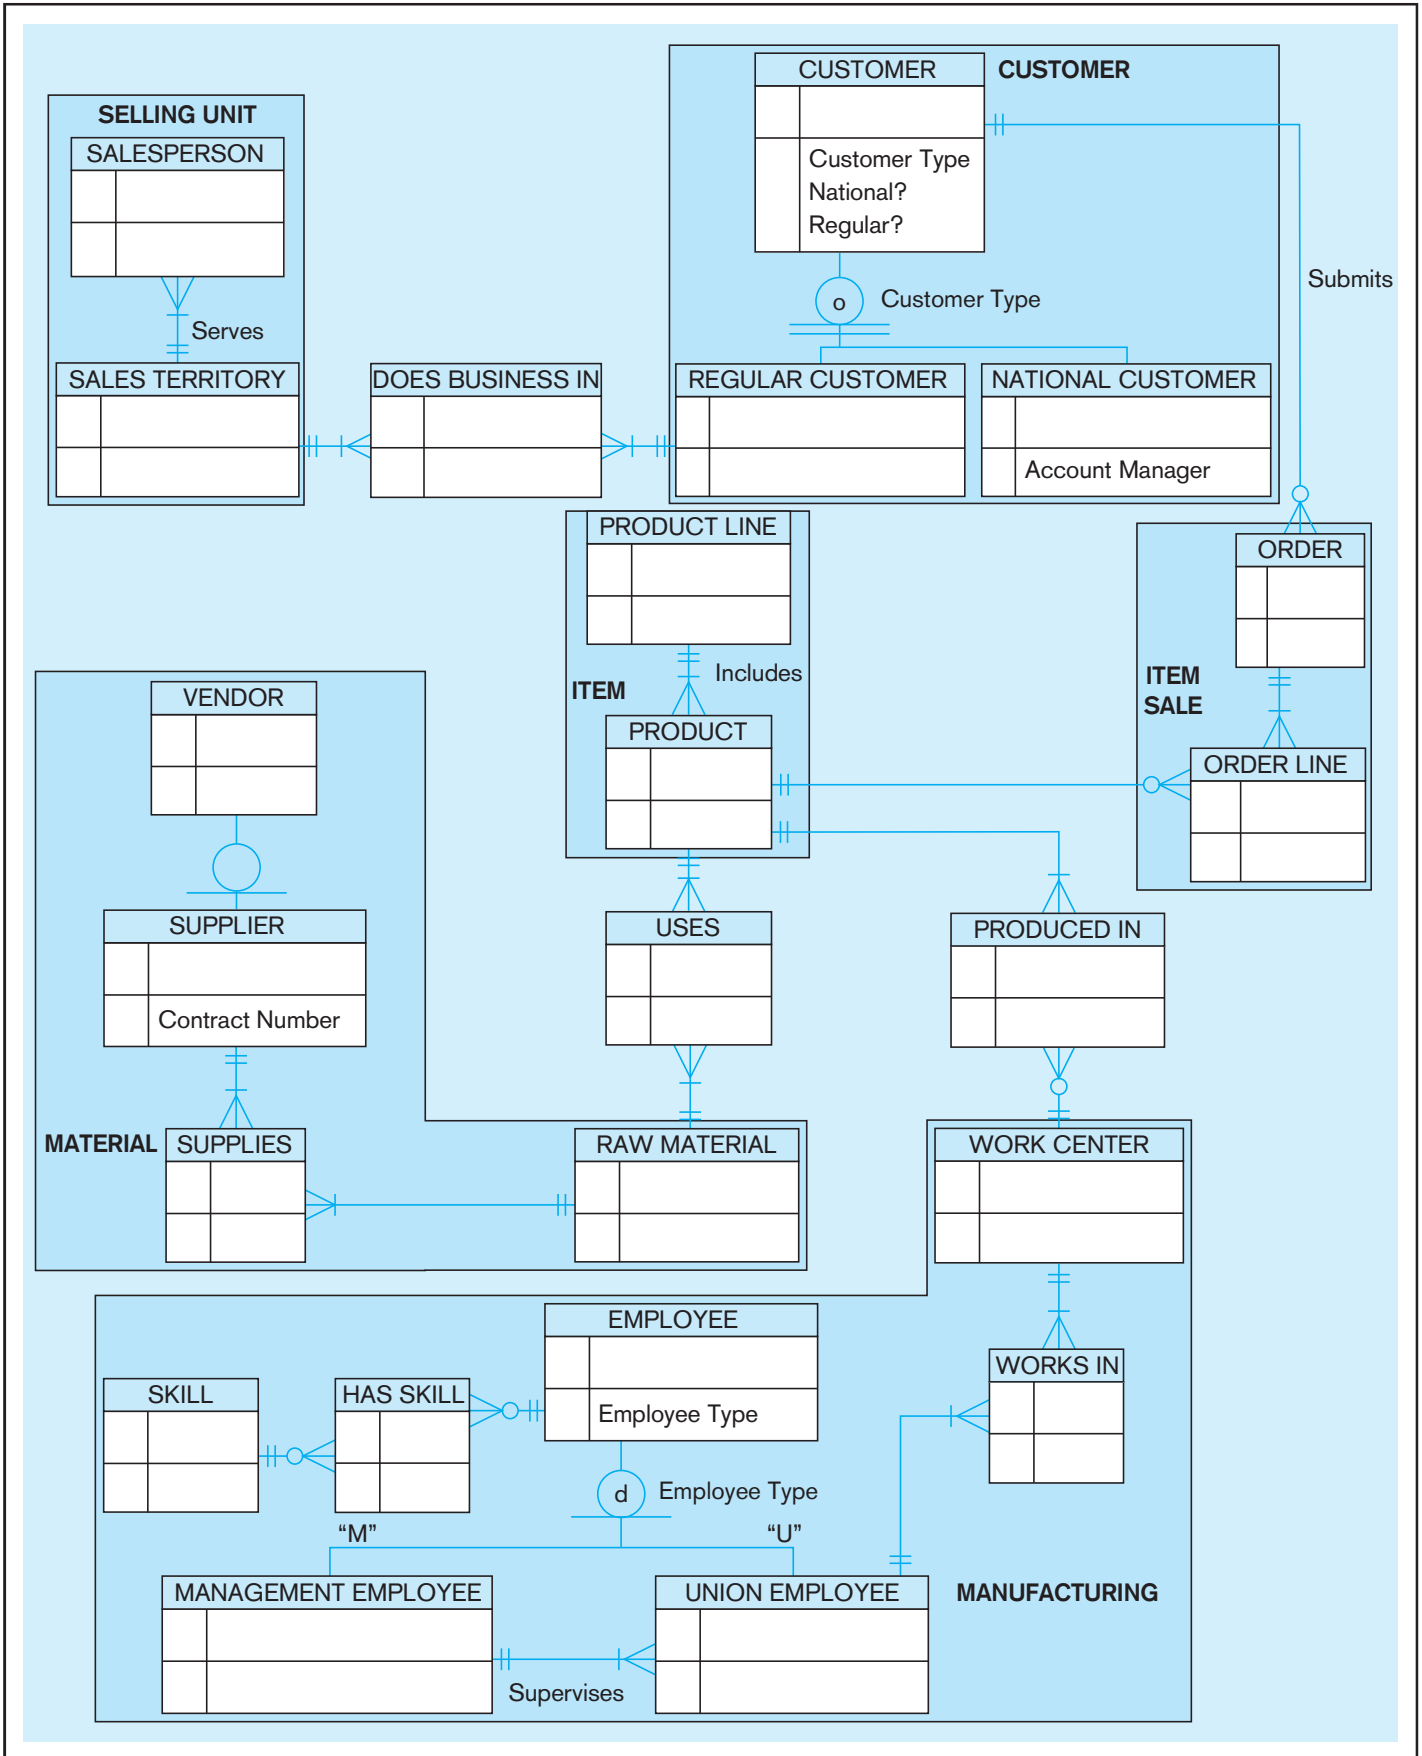 CUSTOMER
CUSTOMER
Customer Type
National?
Regular?
SELLING UNIT
SALESPERSON
Serves
Customer Type
Submits
SALES TERRITORY
DOES BUSINESS IN
REGULAR CUSTOMER
NATIONAL CUSTOMER
Account Manager
o
PRODUCT LINE
ORDER
Includes
ITEM
ITEM
SALE
VENDOR
PRODUCT
ORDER LINE
SUPPLIER
Contract Number
USES
PRODUCED IN
MATERIAL
SUPPLIES
RAW MATERIAL
WORK CENTER
EMPLOYEE
Employee Type
WORKS IN
SKILL
HAS SKILL
d
Employee Type
"M"
"U"
MANAGEMENT EMPLOYEE
UNION EMPLOYEE
MANUFACTURING
Supervises